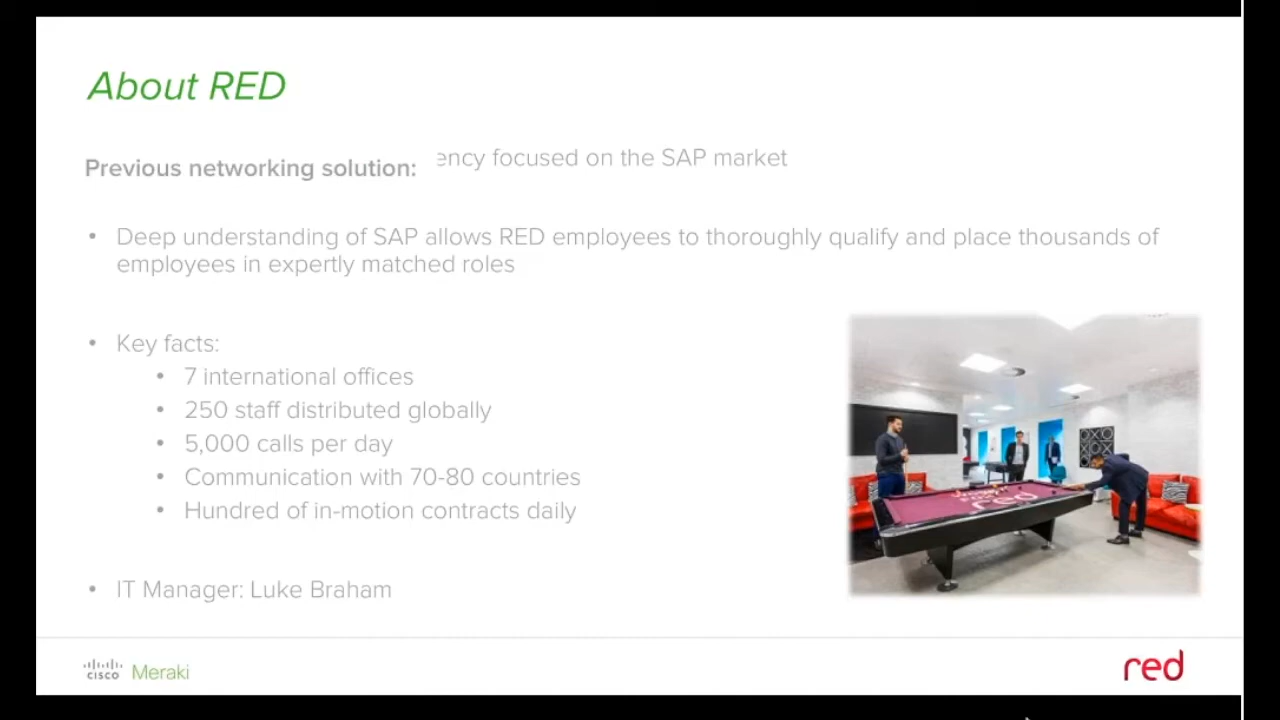 About RED
Previous networking solution:
ency focused on the SAP market
• Deep understanding of SAP allows RED employees to thoroughly qualify and place thousands of
employees in expertly matched roles
• Key facts:
• 7 international offices
• 250 staff distributed globally
• 5,000 calls per day
• Communication with 70-80 countries
• Hundred of in-motion contracts daily
• IT Manager: Luke Braham
cisco Meraki
red